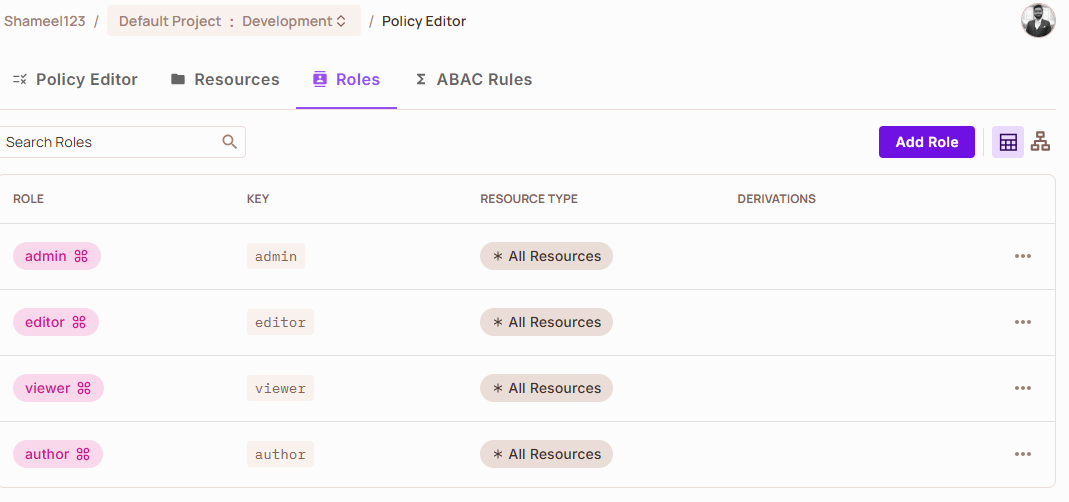 Shameel123 / Default Project : Development / Policy Editor
Policy Editor Resources Roles ABAC Rules
Search Roles Add Role
ROLE KEY RESOURCE TYPE DERIVATIONS
admin admin * All Resources
editor editor * All Resources
viewer viewer * All Resources
author author * All Resources